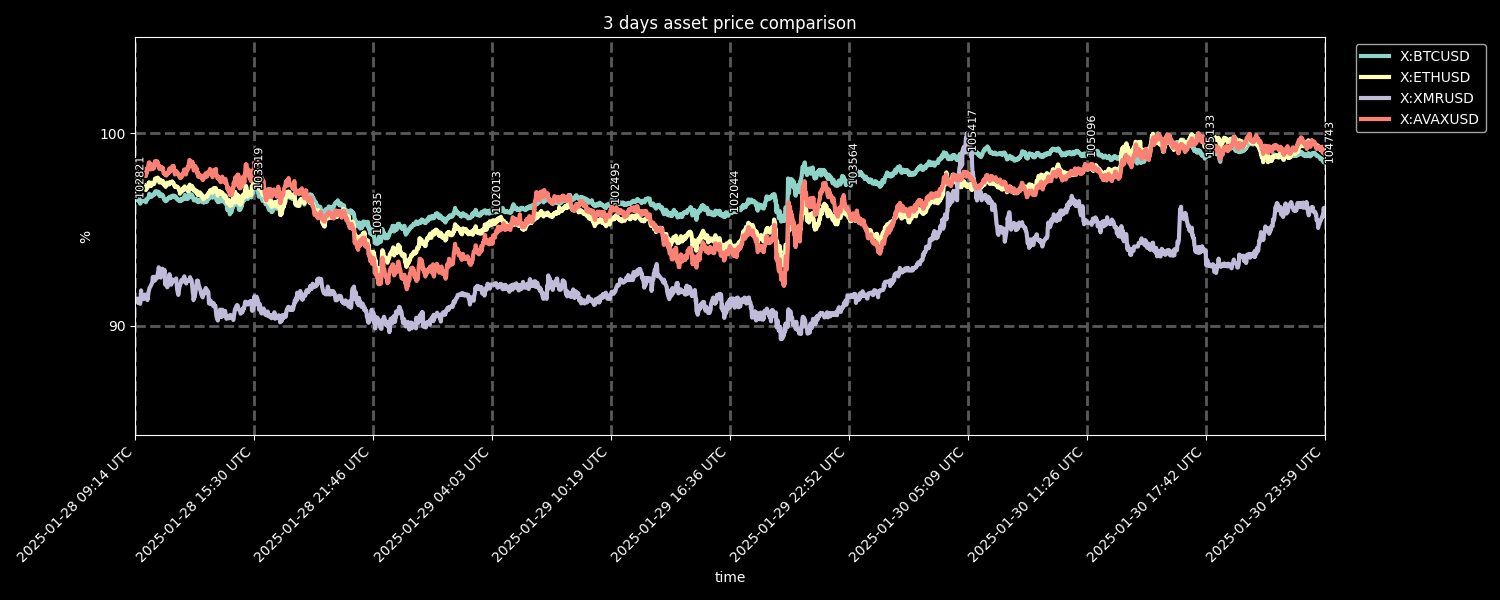 3 days asset price comparison
X:BTCUSD
X:ETHUSD
X:XMRUSD
X:AVAXUSD
100
90
%
102821
103319
100835
102013
102495
102044
103564
105417
105096
105133
104743
2025-01-28 09:14 UTC
2025-01-28 15:30 UTC
2025-01-28 21:46 UTC
2025-01-29 04:03 UTC
2025-01-29 10:19 UTC
2025-01-29 16:36 UTC
2025-01-29 22:52 UTC
2025-01-30 05:09 UTC
2025-01-30 11:26 UTC
2025-01-30 17:42 UTC
2025-01-30 23:59 UTC
time